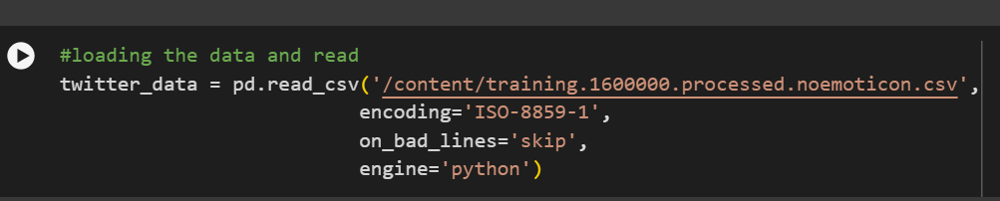 #loading the data and read
twitter_data = pd.read_csv('/content/training.1600000.processed.noemoticon.csv',
encoding='ISO-8859-1',
on_bad_lines='skip',
engine='python')